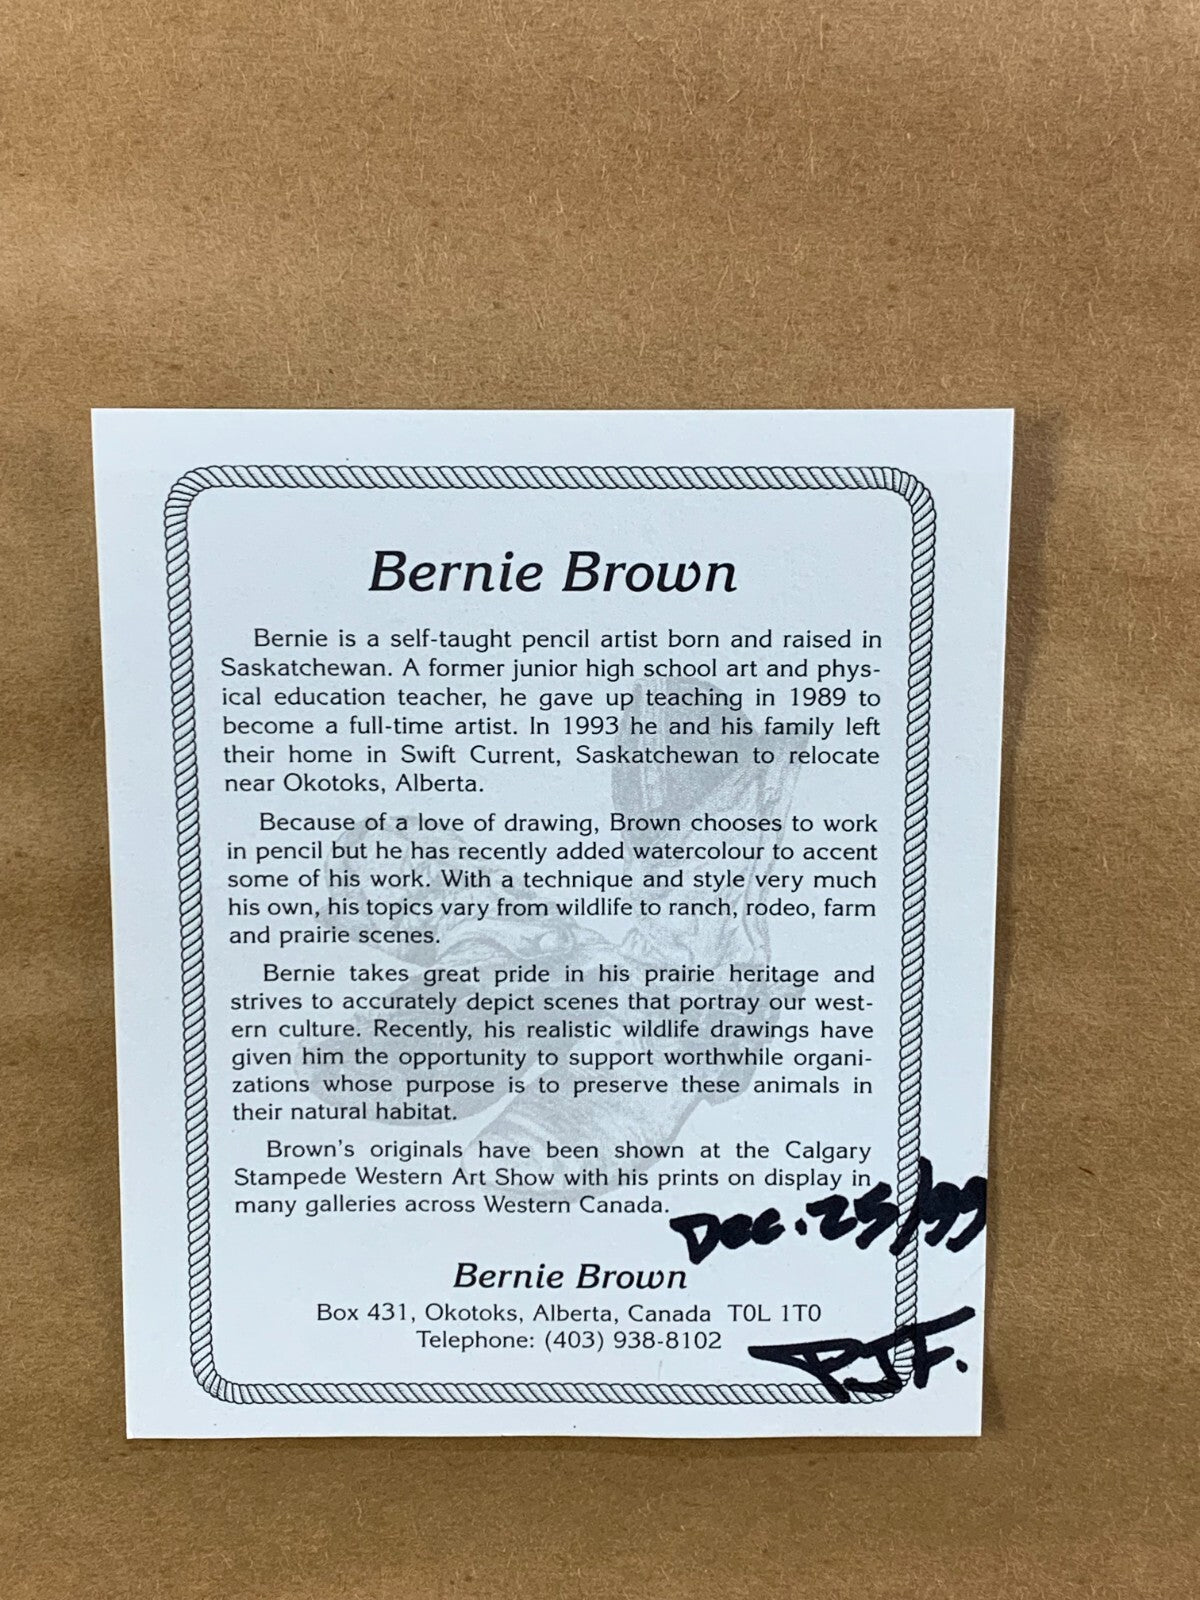 Bernie Brown
Bernie is a self-taught pencil artist born and raised in
Saskatchewan. A former junior high school art and phys-
ical education teacher, he gave up teaching in 1989 to
become a full-time artist. In 1993 he and his family left
their home in Swift Current, Saskatchewan to relocate
near Okotoks, Alberta.
Because of a love of drawing, Brown chooses to work
in pencil but he has recently added watercolour to accent
some of his work. With a technique and style very much
his own, his topics vary from wildlife to ranch, rodeo, farm
and prairie scenes.
Bernie takes great pride in his prairie heritage and
strives to accurately depict scenes that portray our west-
ern culture. Recently, his realistic wildlife drawings have
given him the opportunity to support worthwhile organi-
zations whose purpose is to preserve these animals in
their natural habitat.
Brown's originals have been shown at the Calgary
Stampede Western Art Show with his prints on display in
many galleries across Western Canada.
Dec. 25/99
Bernie Brown
Box 431, Okotoks, Alberta, Canada T0L 1T0
Telephone: (403) 938-8102
PJF.